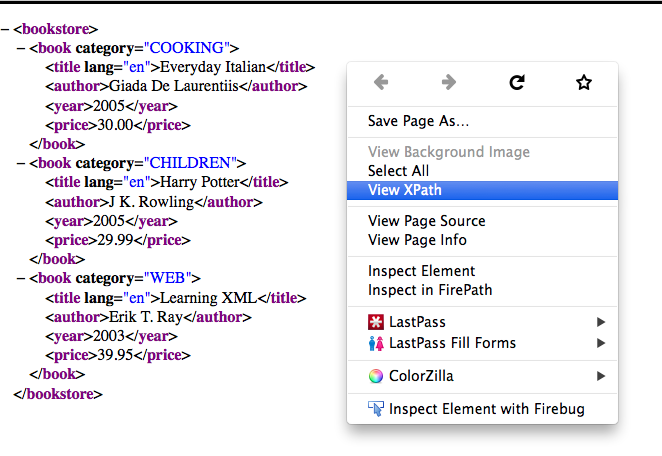 − <bookstore>
− <book category="COOKING">
<title lang="en">Everyday Italian</title>
<author>Giada De Laurentiis</author>
<year>2005</year>
<price>30.00</price>
</book>
− <book category="CHILDREN">
<title lang="en">Harry Potter</title>
<author>J K. Rowling</author>
<year>2005</year>
<price>29.99</price>
</book>
− <book category="WEB">
<title lang="en">Learning XML</title>
<author>Erik T. Ray</author>
<year>2003</year>
<price>39.95</price>
</book>
</bookstore>
Save Page As...
View Background Image
Select All
View XPath
View Page Source
View Page Info
Inspect Element
Inspect in FirePath
LastPass
LastPass Fill Forms
ColorZilla
Inspect Element with Firebug